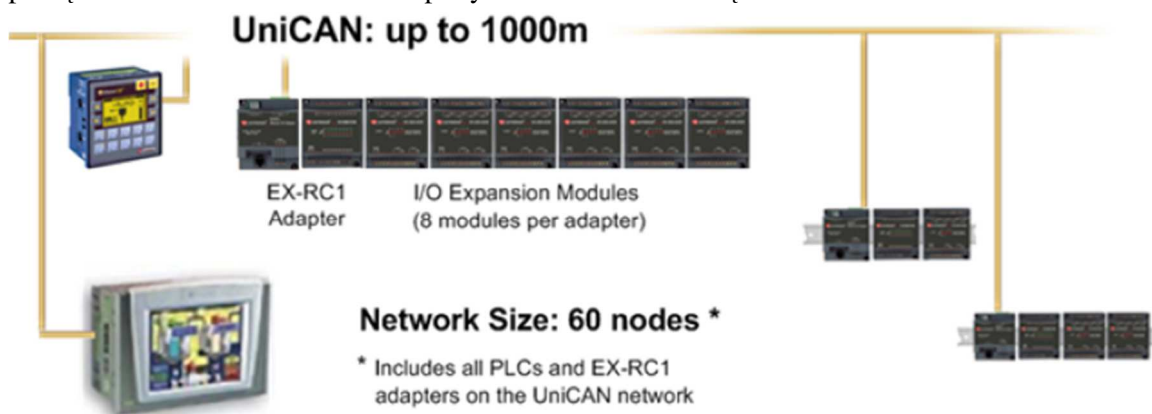 UniCAN: up to 1000m
EX-RC1
Adapter
I/O Expansion Modules
(8 modules per adapter)
Network Size: 60 nodes *
* Includes all PLCs and EX-RC1
adapters on the UniCAN network